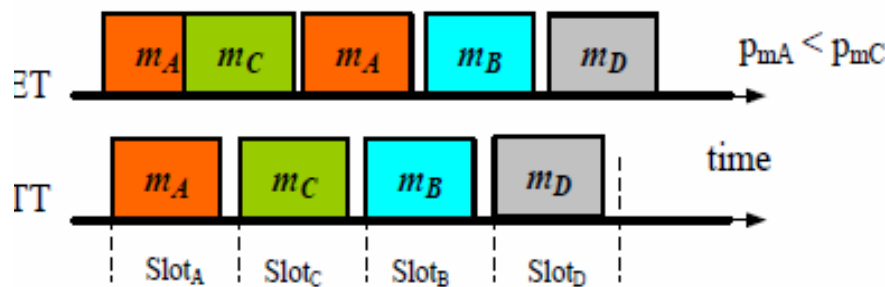 m_A m_C m_A m_B m_D p_mA < p_mC
ET
time
m_A m_C m_B m_D
TT
Slot_A Slot_C Slot_B Slot_D